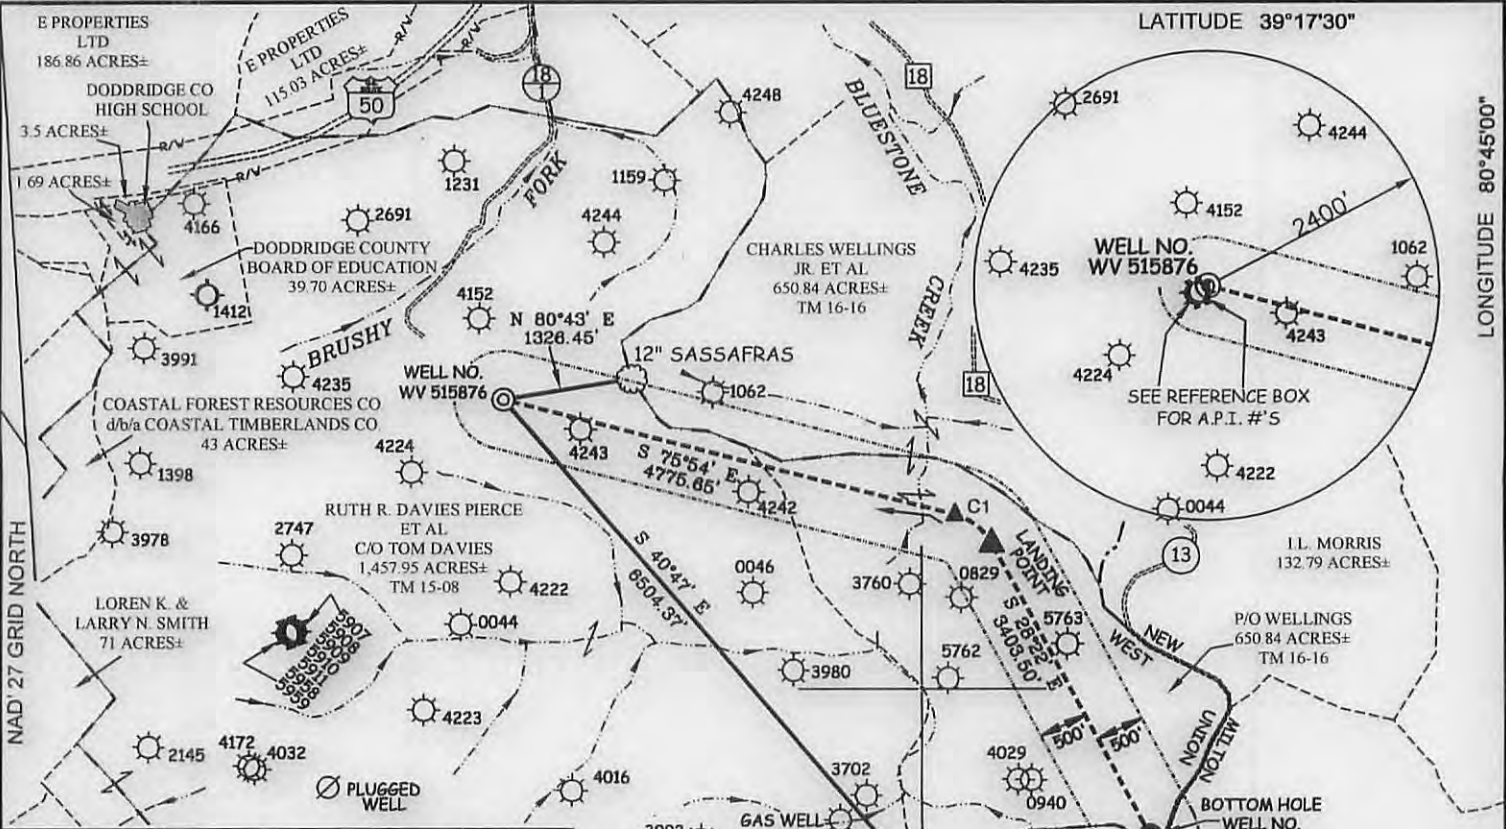 E PROPERTIES
LTD
186.86 ACRES±
E PROPERTIES
LTD
115.03 ACRES±
R/W
R/W
18
1
50
DODDRIDGE CO
HIGH SCHOOL
3.5 ACRES±
R/W
R/W
1.69 ACRES±
4166
1231
2691
DODDRIDGE COUNTY
BOARD OF EDUCATION
39.70 ACRES±
1412
FORK
BRUSHY
4248
1159
4244
4152
N 80°43' E
1326.45'
CHARLES WELLINGS
JR. ET AL
650.84 ACRES±
TM 16-16
BLUESTONE
CREEK
18
18
LATITUDE 39°17'30"
LONGITUDE 80°45'00"
2691
4244
4152
2400'
WELL NO.
WV 515876
1062
4235
4243
4224
SEE REFERENCE BOX
FOR A.P.I. #'S
4222
0044
13
3991
4235
WELL NO.
WV 515876
12" SASSAFRAS
1062
COASTAL FOREST RESOURCES CO
d/b/a COASTAL TIMBERLANDS CO
43 ACRES±
1398
4224
4243
S 75°54' E
4775.65'
4242
C1
LANDING
POINT
RUTH R. DAVIES PIERCE
ET AL
C/O TOM DAVIES
1,457.95 ACRES±
TM 15-08
3978
2747
4222
0044
S 40°47' E
6504.37'
0046
3760
0829
S 28°22' E
3403.50'
5763
5762
3980
I.L. MORRIS
132.79 ACRES±
P/O WELLINGS
650 84 ACRES±
TM 16-16
NEW
WEST
UNION
MILTON
NAD' 27 GRID NORTH
LOREN K. &
LARRY N. SMITH
71 ACRES±
4223
2145
4172
4032
PLUGGED
WELL
4016
3702
GAS WELL
4029
0940
500'
500'
BOTTOM HOLE
WELL NO.